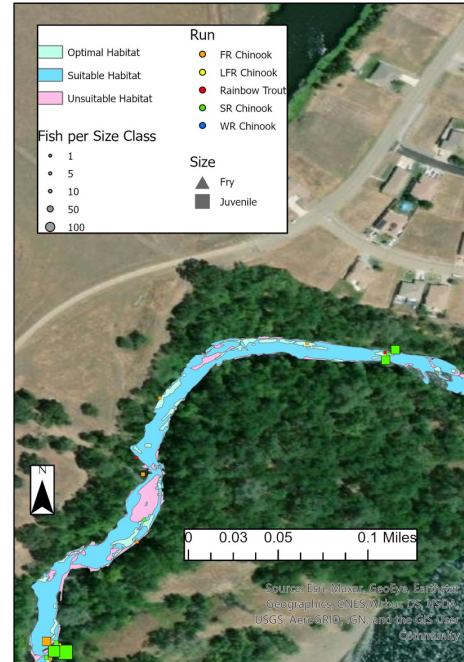 Optimal Habitat
Suitable Habitat
Unsuitable Habitat
Fish per Size Class
1
5
10
50
100
Run
FR Chinook
LFR Chinook
Rainbow Trout
SR Chinook
WR Chinook
Size
Fry
Juvenile
N
0 0.03 0.05 0.1 Miles
Source: Esri, Maxar, GeoEye, Earthstar
Geographics, CNES/Airbus DS, USDA,
USGS, AeroGRID, IGN, and the GIS User
Community